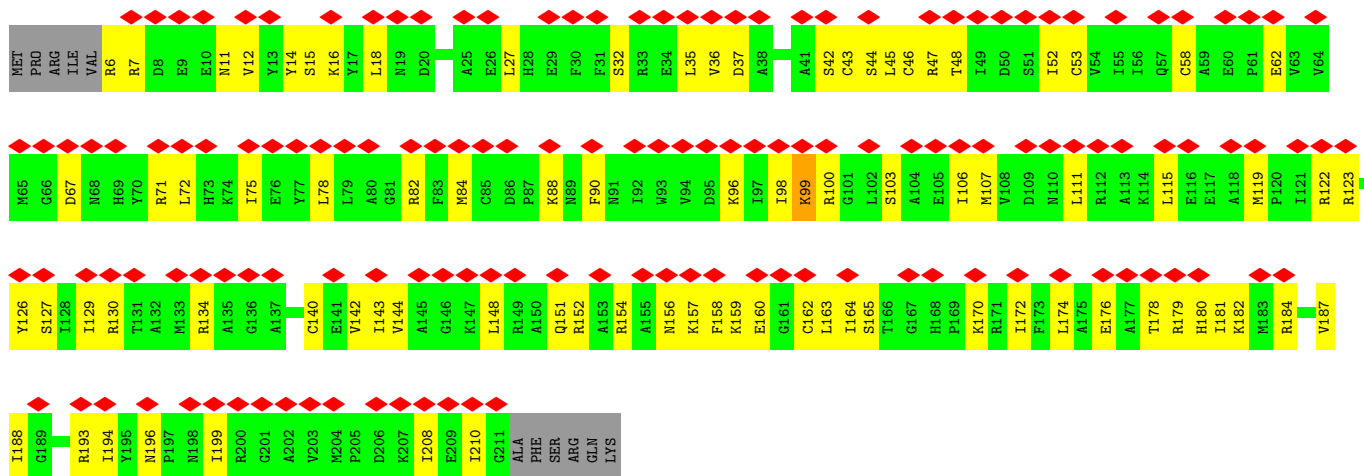 MET PRO ARG ILE VAL R6 R7 D8 E9 E10 N11 V12 Y13 Y14 S15 K16 Y17 L18 N19 D20 A25 E26 L27 H28 E29 F30 F31 S32 R33 E34 L35 V36 D37 A38 A41 S42 C43 S44 L45 C46 R47 T48 I49 D50 S51 I52 C53 V54 I55 I56 Q57 C58 A59 E60 P61 E62 V63 V64
M65 G66 D67 N68 H69 Y70 R71 L72 H73 K74 I75 E76 Y77 L78 L79 A80 G81 R82 F83 M84 C85 D86 P87 K88 N89 F90 N91 I92 W93 V94 D95 K96 I97 I98 K99 R100 G101 L102 S103 A104 E105 I106 M107 V108 D109 N110 L111 R112 A113 K114 L115 E116 E117 A118 M119 P120 I121 R122 R123
Y126 S127 I128 I129 R130 T131 A132 M133 R134 A135 G136 A137 C140 E141 V142 I143 V144 A145 G146 K147 L148 R149 A150 Q151 R152 A153 R154 A155 N156 K157 F158 K159 E160 G161 C162 L163 I164 S165 T166 G167 H168 P169 K170 R171 I172 F173 L174 A175 E176 A177 T178 R179 H180 I181 K182 M183 R184 V187
I188 G189 R193 I194 Y195 N196 P197 N198 I199 R200 G201 A202 V203 M204 P205 D206 K207 I208 E209 I210 G211 ALA PHE SER ARG GLN LYS